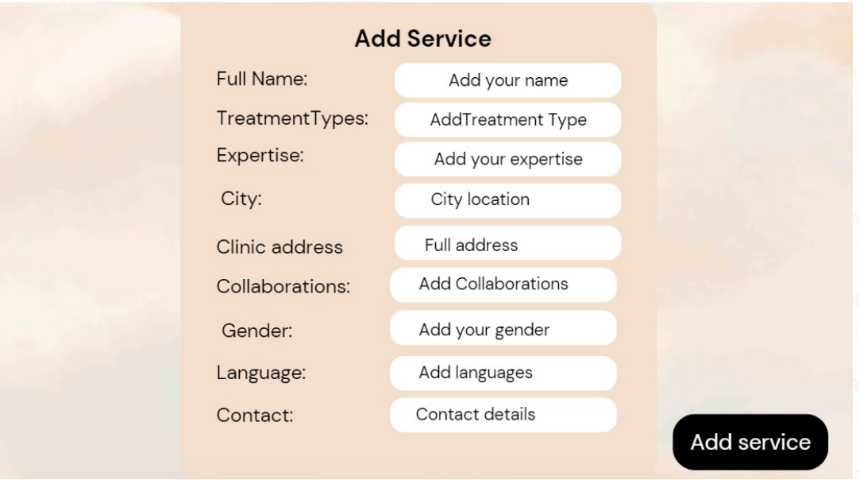 Add Service
Full Name: Add your name
TreatmentTypes: AddTreatment Type
Expertise: Add your expertise
City: City location
Clinic address Full address
Collaborations: Add Collaborations
Gender: Add your gender
Language: Add languages
Contact: Contact details
Add service